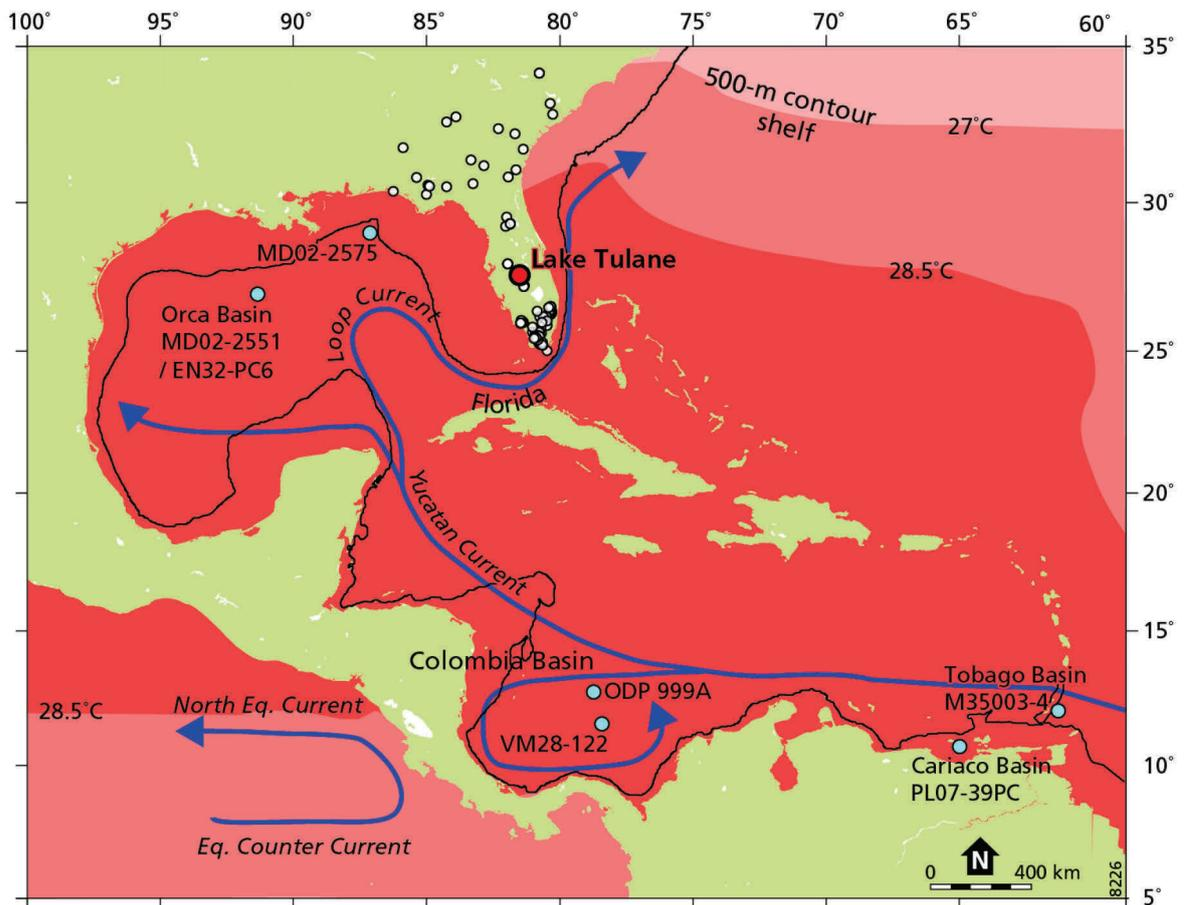 100° 95° 90° 85° 80° 75° 70° 65° 60°
35°
500-m contour
shelf
27°C
30°
MD02-2575
Lake Tulane
28.5°C
Orca Basin
MD02-2551
/ EN32-PC6
Loop Current
25°
Florida
20°
Yucatan Current
15°
Colombia Basin
ODP 999A
VM28-122
Tobago Basin
M35003-4
28.5°C
North Eq. Current
10°
Cariaco Basin
PL07-39PC
Eq. Counter Current
N
0 400 km
8226
5°